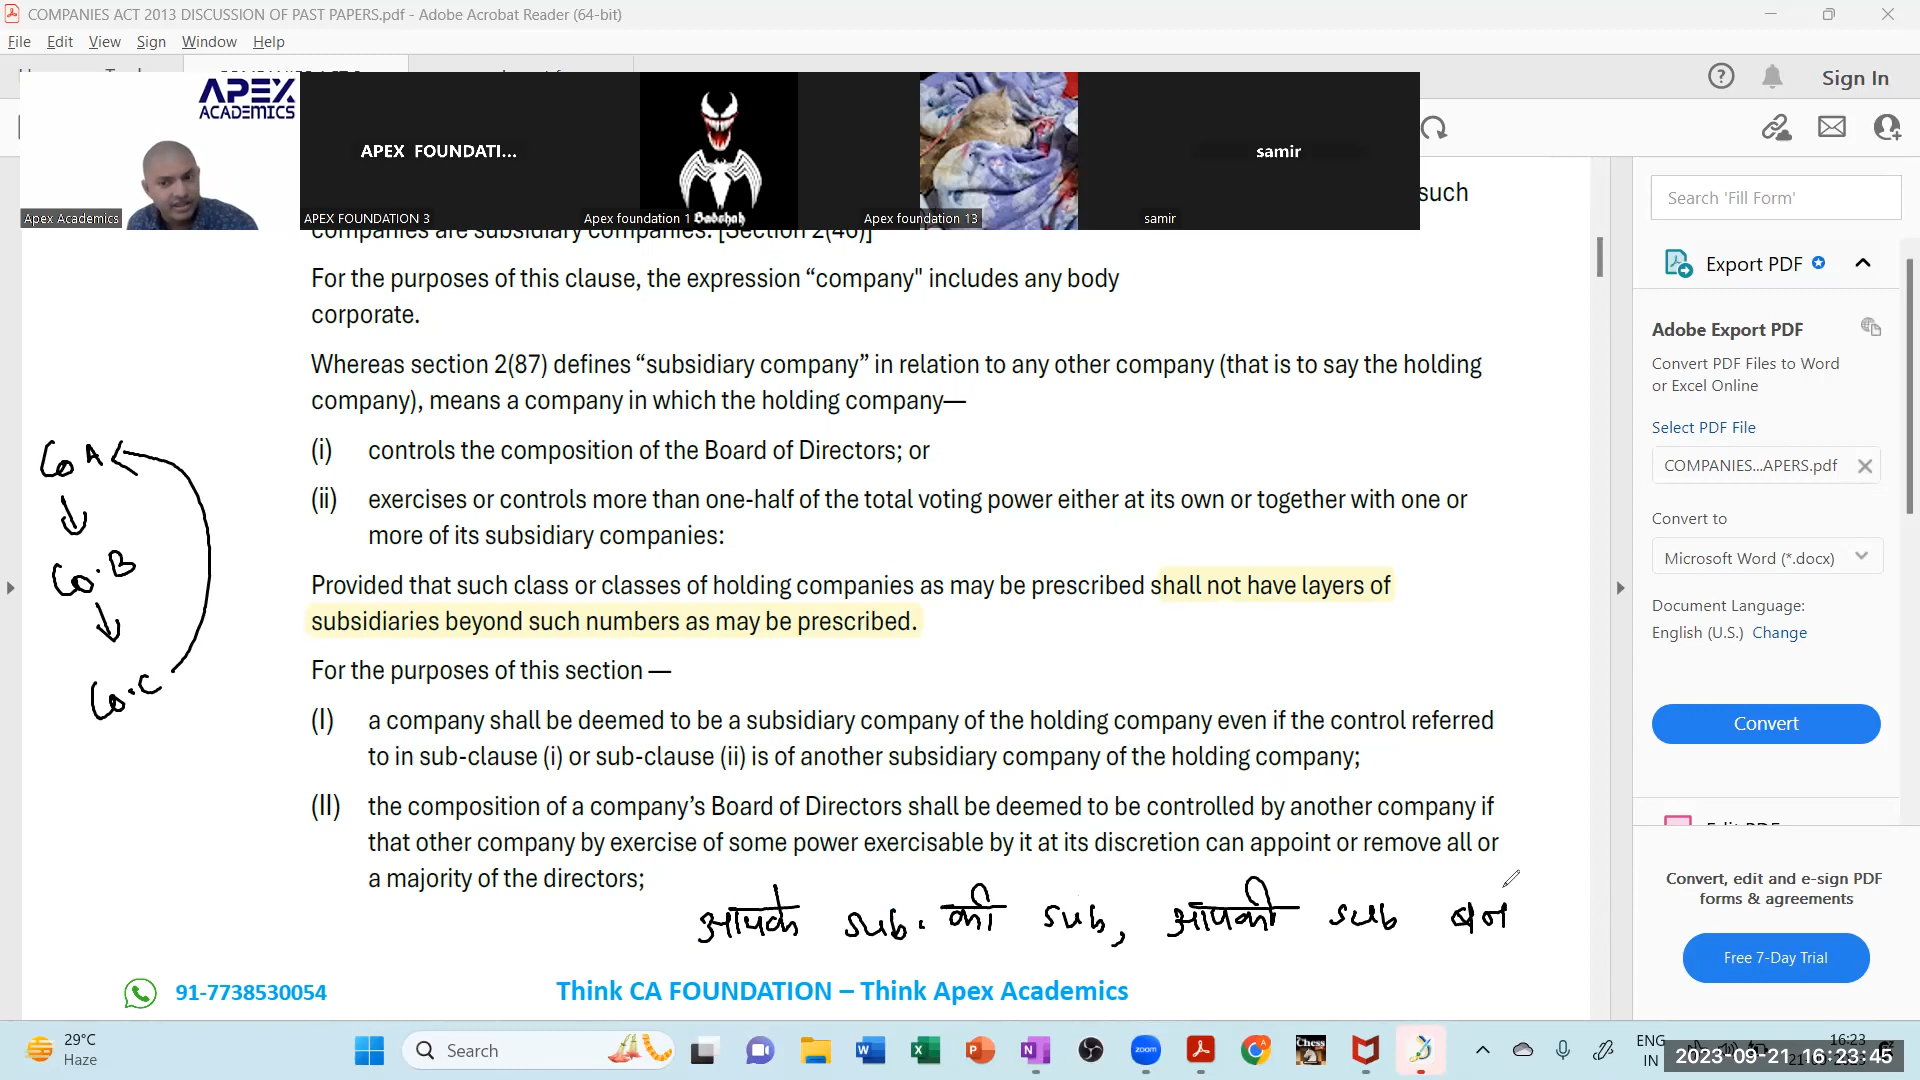 COMPANIES ACT 2013 DISCUSSION OF PAST PAPERS.pdf - Adobe Acrobat Reader (64-bit)
File Edit View Sign Window Help
Sign In
APEX
ACADEMICS
Apex Academics
APEX FOUNDATI...
APEX FOUNDATION 3
Apex foundation 1
Badshah
Apex foundation 13
samir
samir
such
companies are subsidiary companies. [Section 2(46)]
For the purposes of this clause, the expression “company" includes any body
corporate.
Whereas section 2(87) defines “subsidiary company” in relation to any other company (that is to say the holding
company), means a company in which the holding company—
(i) controls the composition of the Board of Directors; or
(ii) exercises or controls more than one-half of the total voting power either at its own or together with one or
more of its subsidiary companies:
Provided that such class or classes of holding companies as may be prescribed shall not have layers of
subsidiaries beyond such numbers as may be prescribed.
For the purposes of this section —
(I) a company shall be deemed to be a subsidiary company of the holding company even if the control referred
to in sub-clause (i) or sub-clause (ii) is of another subsidiary company of the holding company;
(II) the composition of a company’s Board of Directors shall be deemed to be controlled by another company if
that other company by exercise of some power exercisable by it at its discretion can appoint or remove all or
a majority of the directors;
Co A
Co. B
Co. C
sub. की sub, sub
91-7738530054
Think CA FOUNDATION – Think Apex Academics
Search 'Fill Form'
Export PDF
Adobe Export PDF
Convert PDF Files to Word
or Excel Online
Select PDF File
COMPANIES...APERS.pdf
Convert to
Microsoft Word (*.docx)
Document Language:
English (U.S.) Change
Convert
Edit PDF
Convert, edit and e-sign PDF
forms & agreements
Free 7-Day Trial
29°C
Haze
Search
zoom
Chess
ENG
IN
16:23
2023-09-21 16:23:45